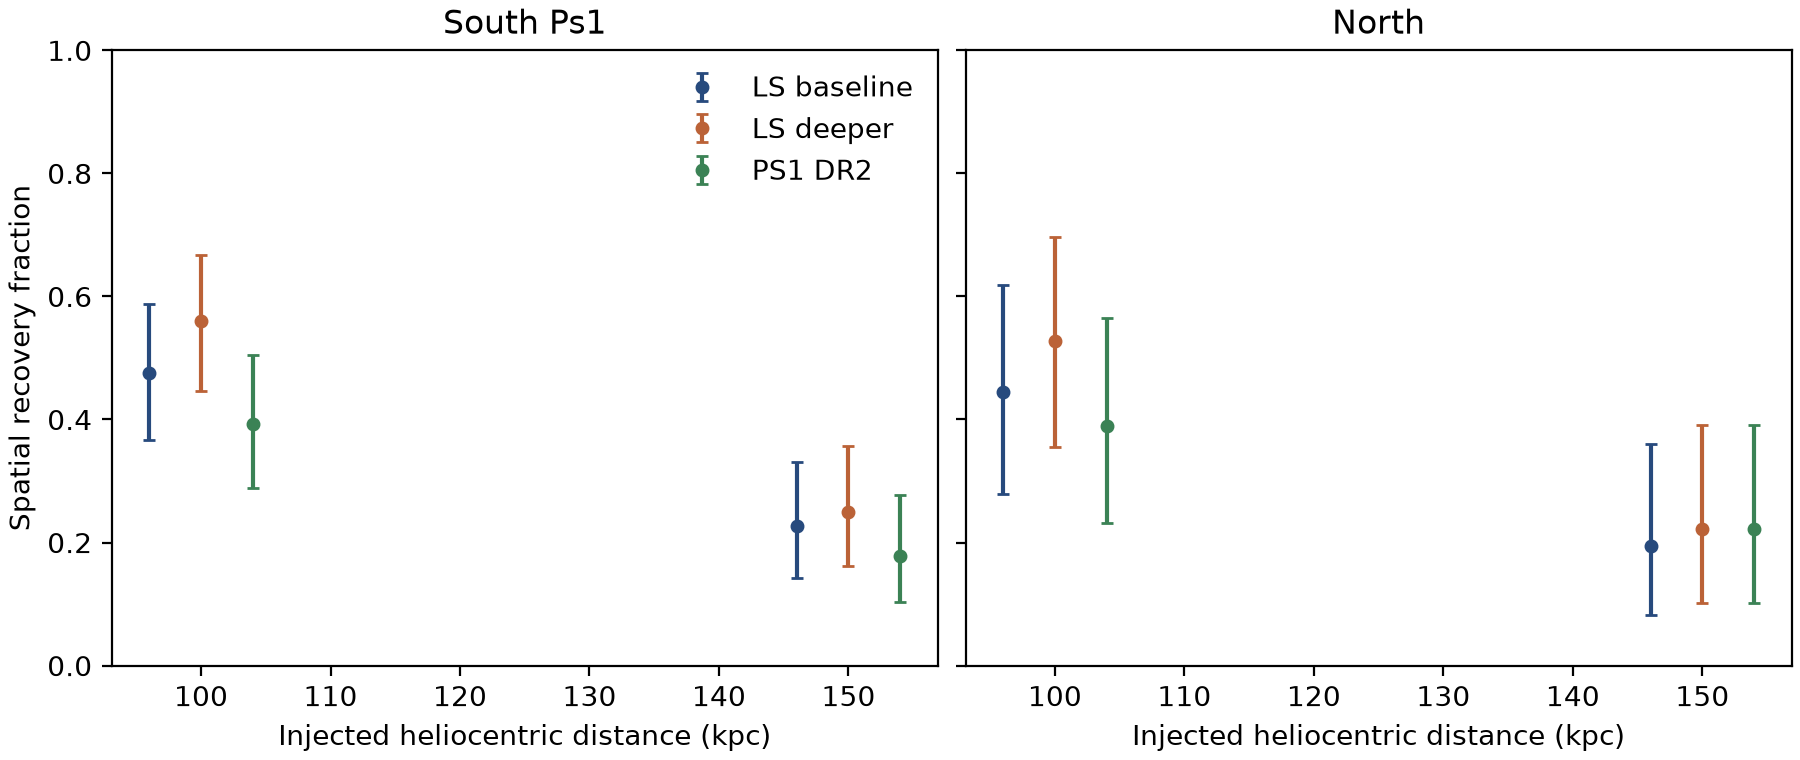 South Ps1
North
1.0
0.8
0.6
0.4
0.2
0.0
Spatial recovery fraction
LS baseline
LS deeper
PS1 DR2
100 110 120 130 140 150
100 110 120 130 140 150
Injected heliocentric distance (kpc)
Injected heliocentric distance (kpc)